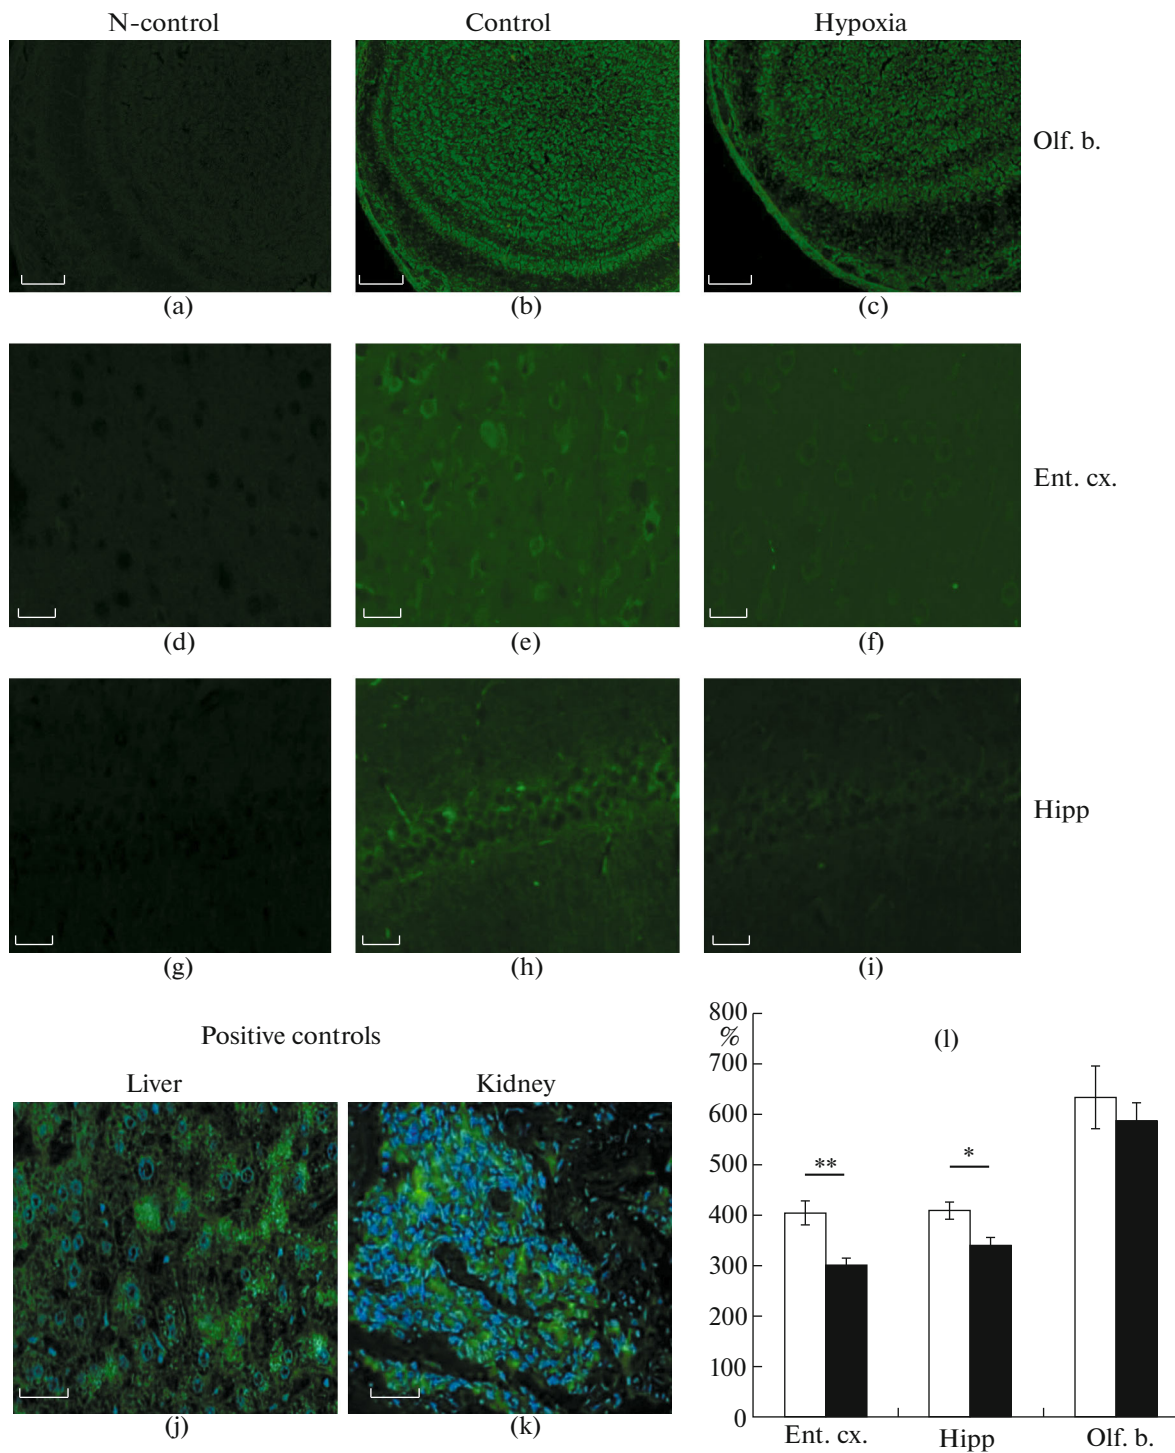 N-control Control Hypoxia
Olf. b.
(a) (b) (c)
Ent. cx.
(d) (e) (f)
Hipp
(g) (h) (i)
Positive controls
Liver Kidney
(j) (k)
(l)
%
800
700
600
500
400
300
200
100
0
** *
Ent. cx. Hipp Olf. b.